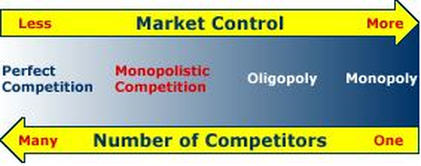 Less Market Control More
Perfect Competition
Monopolistic Competition
Oligopoly
Monopoly
Many Number of Competitors One